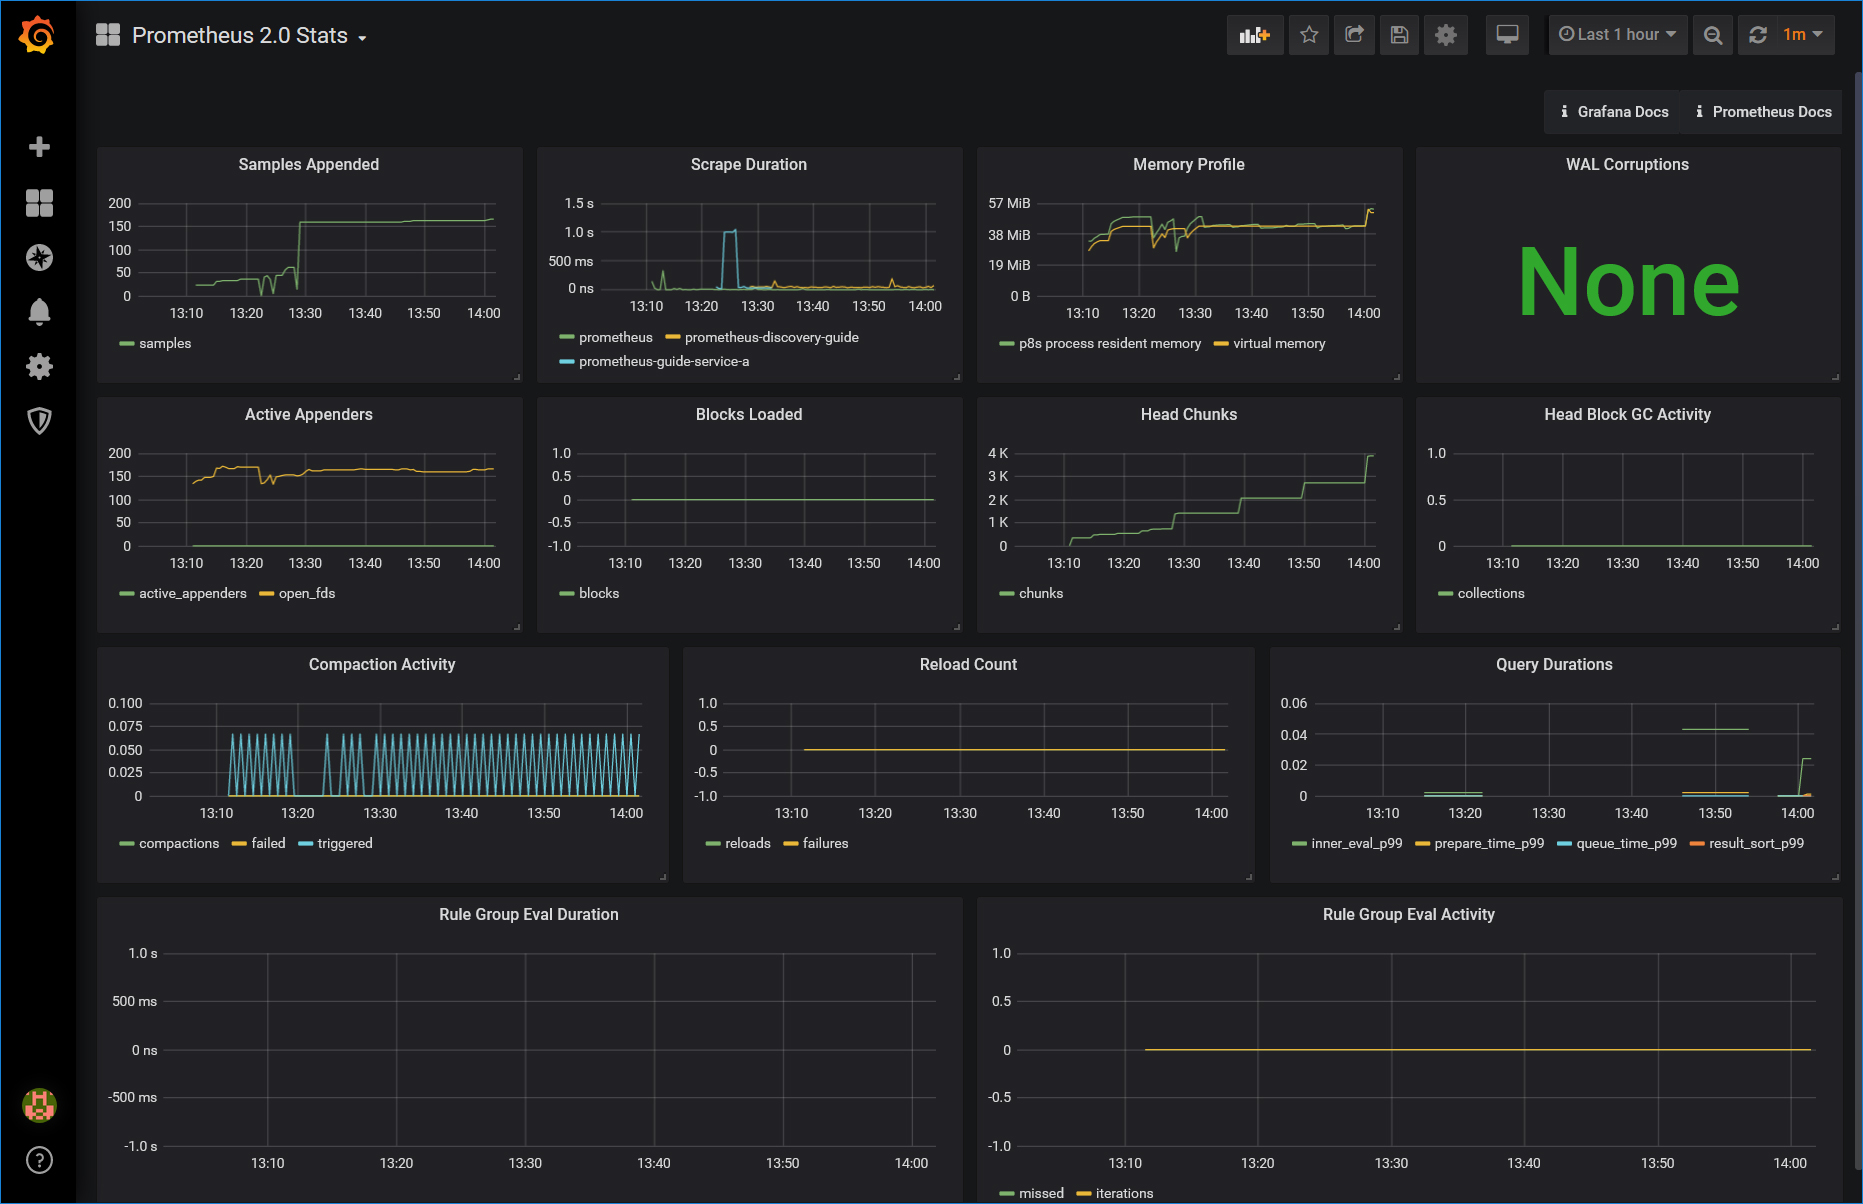 Prometheus 2.0 Stats
Last 1 hour
1m
i Grafana Docs
i Prometheus Docs
Samples Appended
200
150
100
50
0
13:10 13:20 13:30 13:40 13:50 14:00
samples
Scrape Duration
1.5 s
1.0 s
500 ms
0 ns
13:10 13:20 13:30 13:40 13:50 14:00
prometheus prometheus-discovery-guide
prometheus-guide-service-a
Memory Profile
57 MiB
38 MiB
19 MiB
0 B
13:10 13:20 13:30 13:40 13:50 14:00
p8s process resident memory virtual memory
WAL Corruptions
None
Active Appenders
200
150
100
50
0
13:10 13:20 13:30 13:40 13:50 14:00
active_appenders open_fds
Blocks Loaded
1.0
0.5
0
-0.5
-1.0
13:10 13:20 13:30 13:40 13:50 14:00
blocks
Head Chunks
4 K
3 K
2 K
1 K
0
13:10 13:20 13:30 13:40 13:50 14:00
chunks
Head Block GC Activity
1.0
0.5
0
13:10 13:20 13:30 13:40 13:50 14:00
collections
Compaction Activity
0.100
0.075
0.050
0.025
0
13:10 13:20 13:30 13:40 13:50 14:00
compactions failed triggered
Reload Count
1.0
0.5
0
-0.5
-1.0
13:10 13:20 13:30 13:40 13:50 14:00
reloads failures
Query Durations
0.06
0.04
0.02
0
13:10 13:20 13:30 13:40 13:50 14:00
inner_eval_p99 prepare_time_p99 queue_time_p99 result_sort_p99
Rule Group Eval Duration
1.0 s
500 ms
0 ns
-500 ms
-1.0 s
13:10 13:20 13:30 13:40 13:50 14:00
Rule Group Eval Activity
1.0
0.5
0
-0.5
-1.0
13:10 13:20 13:30 13:40 13:50 14:00
missed iterations
?